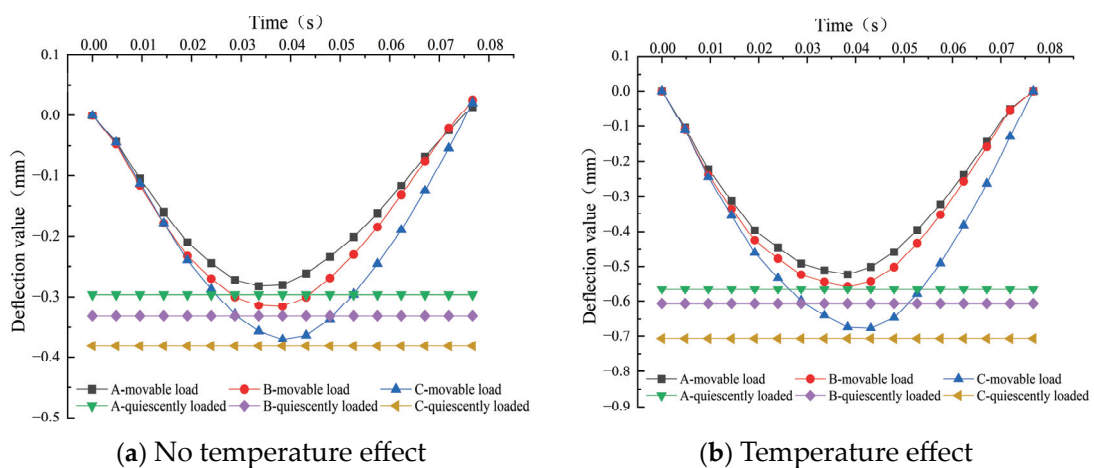 Time（s）
0.00 0.01 0.02 0.03 0.04 0.05 0.06 0.07 0.08
0.1
0.0
−0.1
−0.2
−0.3
−0.4
−0.5
Deflection value（mm）
A-movable load B-movable load C-movable load
A-quiescently loaded B-quiescently loaded C-quiescently loaded
(a) No temperature effect
Time（s）
0.00 0.01 0.02 0.03 0.04 0.05 0.06 0.07 0.08
0.1
0.0
−0.1
−0.2
−0.3
−0.4
−0.5
−0.6
−0.7
−0.8
−0.9
Deflection value（mm）
A-movable load B-movable load C-movable load
A-quiescently loaded B-quiescently loaded C-quiescently loaded
(b) Temperature effect